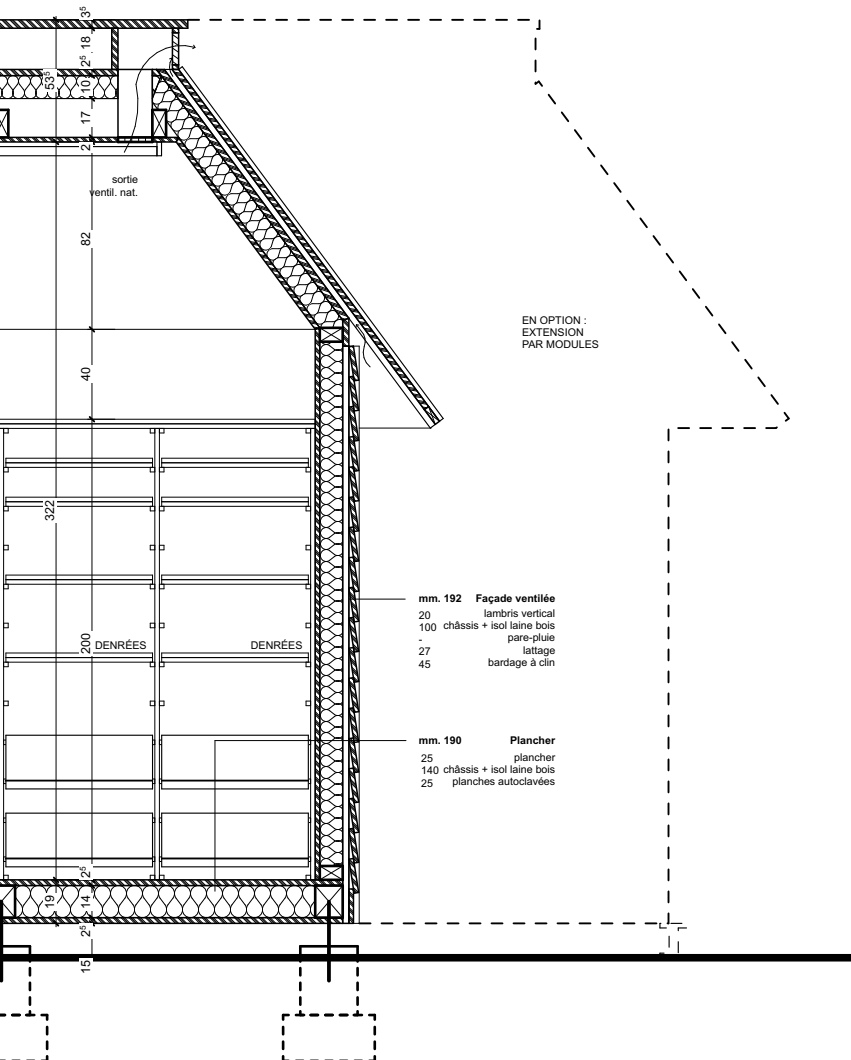 3⁵
18
2⁵
53⁵
10
17
2
sortie
ventil. nat.
82
EN OPTION :
EXTENSION
PAR MODULES
40
322
mm. 192 Façade ventilée
20 lambris vertical
100 châssis + isol laine bois
- pare-pluie
27 lattage
45 bardage à clin
200
DENRÉES DENRÉES
mm. 190 Plancher
25 plancher
140 châssis + isol laine bois
25 planches autoclavées
2⁵
19
14
2⁵
15